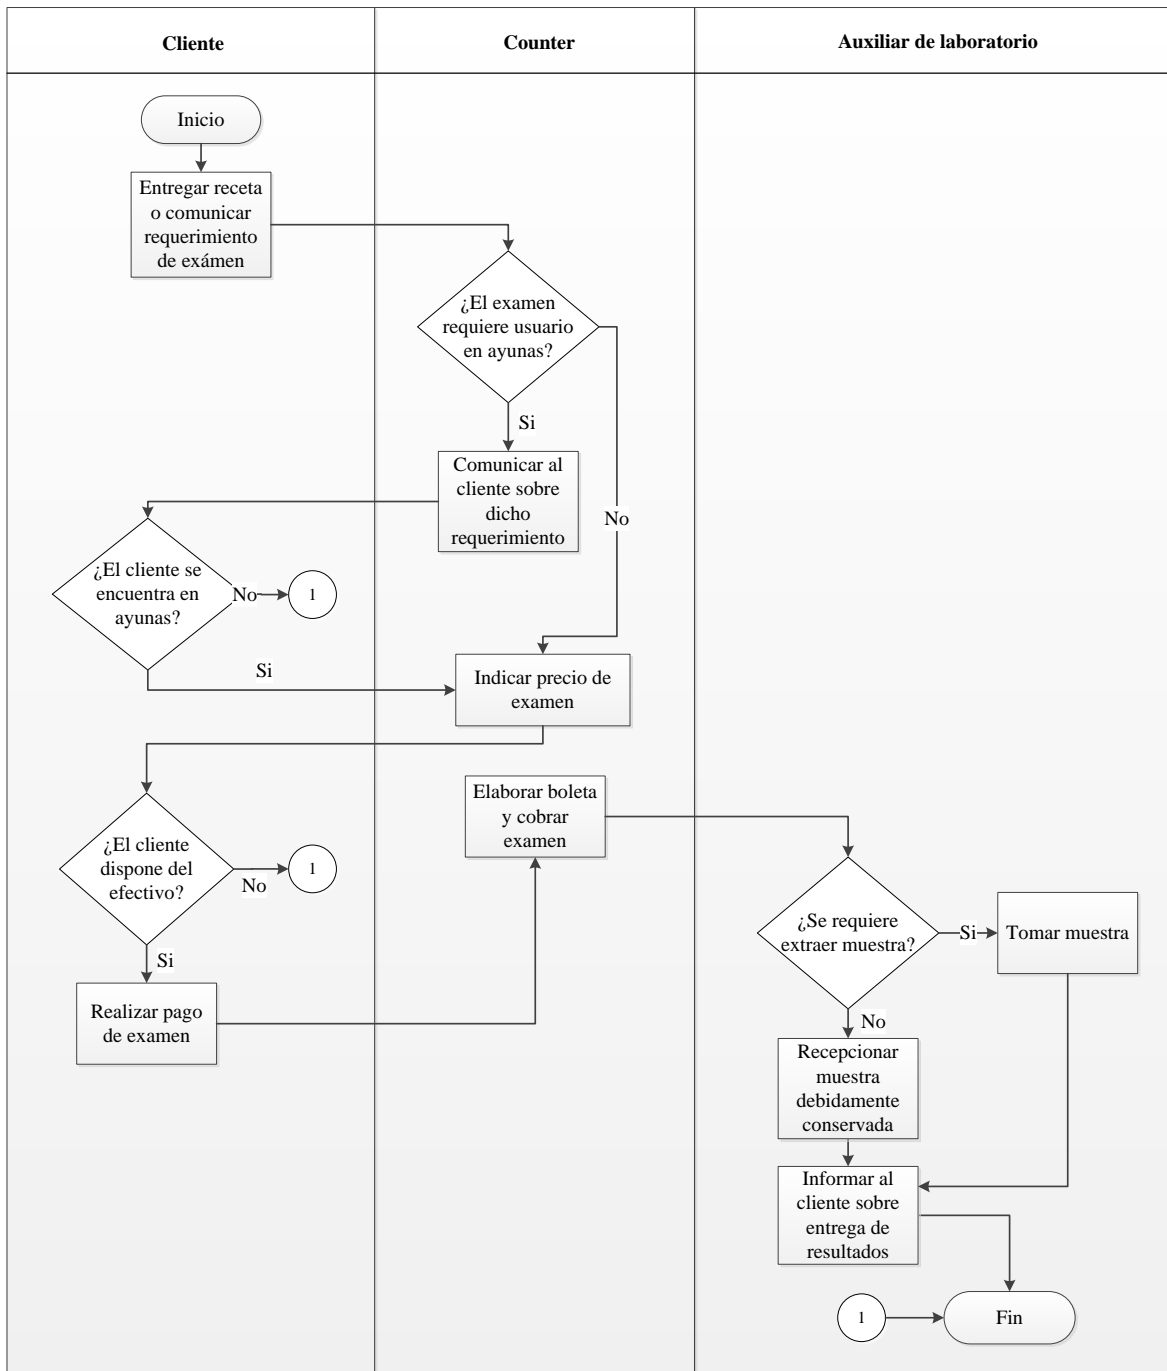 Cliente
Counter
Auxiliar de laboratorio
Inicio
Entregar receta
o comunicar
requerimiento
de exámen
¿El examen
requiere usuario
en ayunas?
Si
No
Comunicar al
cliente sobre
dicho
requerimiento
¿El cliente se
encuentra en
ayunas?
No
1
Si
Indicar precio de
examen
¿El cliente
dispone del
efectivo?
No
1
Si
Realizar pago
de examen
Elaborar boleta
y cobrar
examen
¿Se requiere
extraer muestra?
Si
Tomar muestra
No
Recepcionar
muestra
debidamente
conservada
Informar al
cliente sobre
entrega de
resultados
1
Fin